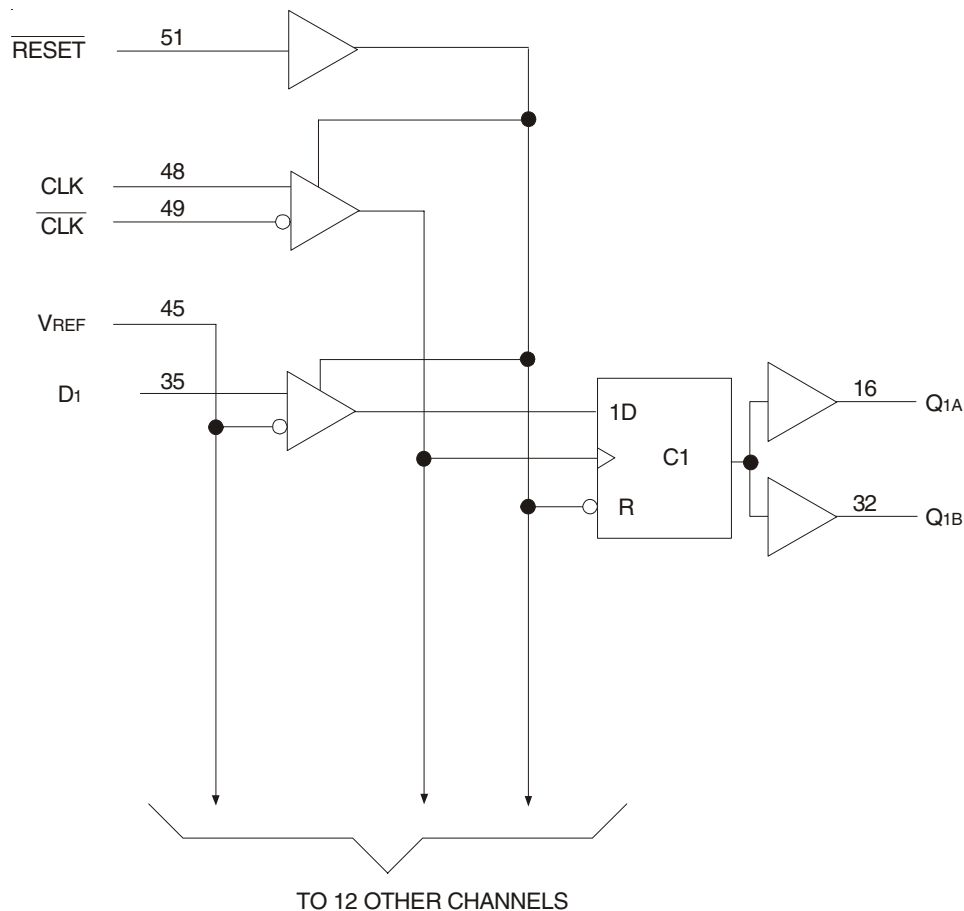 RESET 51
CLK 48
CLK 49
VREF 45
D1 35
1D
C1
R
16 Q1A
32 Q1B
TO 12 OTHER CHANNELS